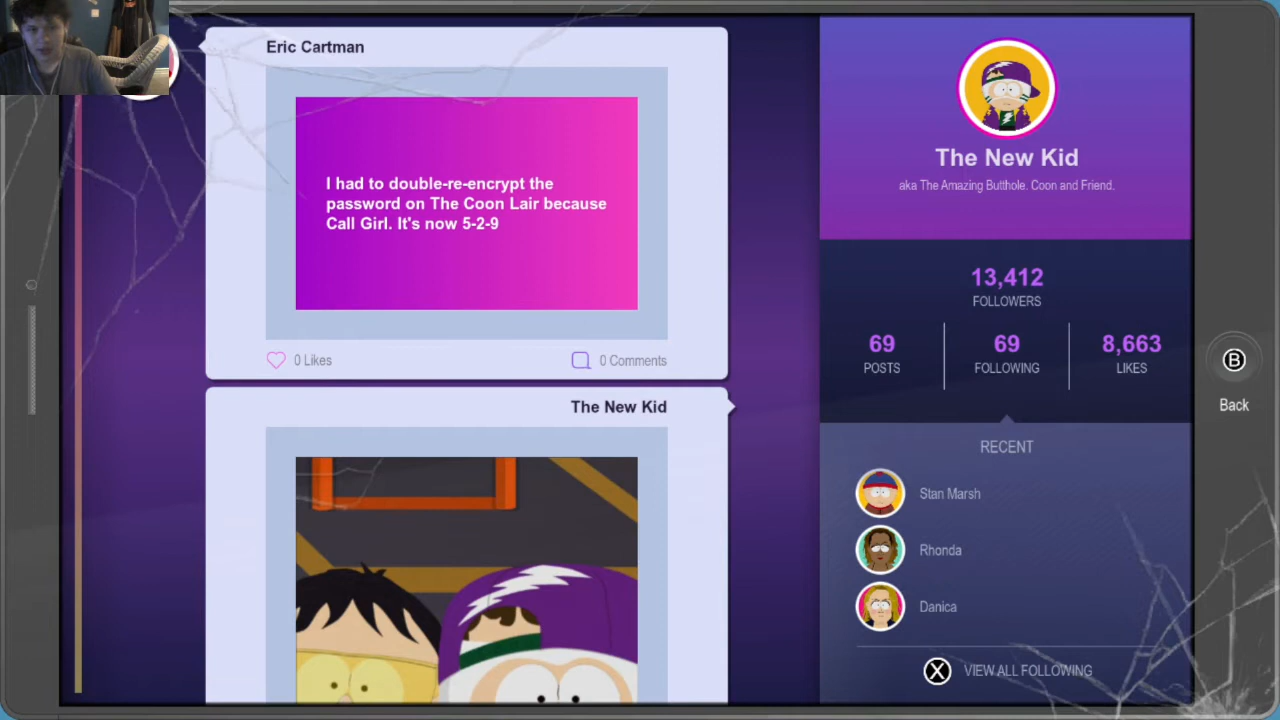 Eric Cartman
I had to double-re-encrypt the
password on The Coon Lair because
Call Girl. It's now 5-2-9
0 Likes
0 Comments
The New Kid
The New Kid
aka The Amazing Butthole. Coon and Friend.
13,412
FOLLOWERS
69
POSTS
69
FOLLOWING
8,663
LIKES
RECENT
Stan Marsh
Rhonda
Danica
X VIEW ALL FOLLOWING
B
Back